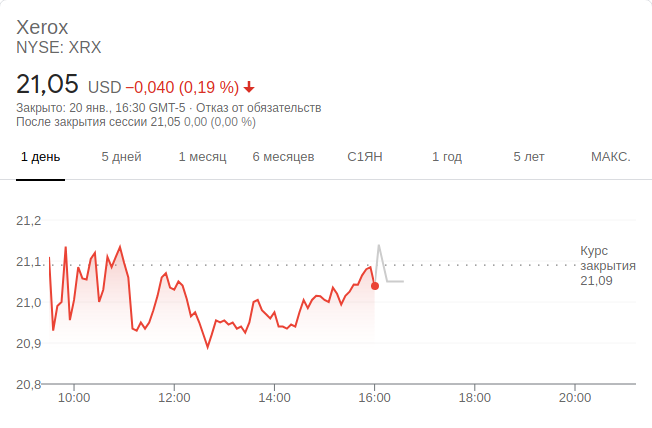 Xerox
NYSE: XRX
21,05 USD −0,040 (0,19 %)
Закрыто: 20 янв., 16:30 GMT-5 · Отказ от обязательств
После закрытия сессии 21,05 0,00 (0,00 %)
1 день 5 дней 1 месяц 6 месяцев С1ЯН 1 год 5 лет МАКС.
21,2
21,1
21,0
20,9
20,8
Курс
закрытия
21,09
10:00 12:00 14:00 16:00 18:00 20:00